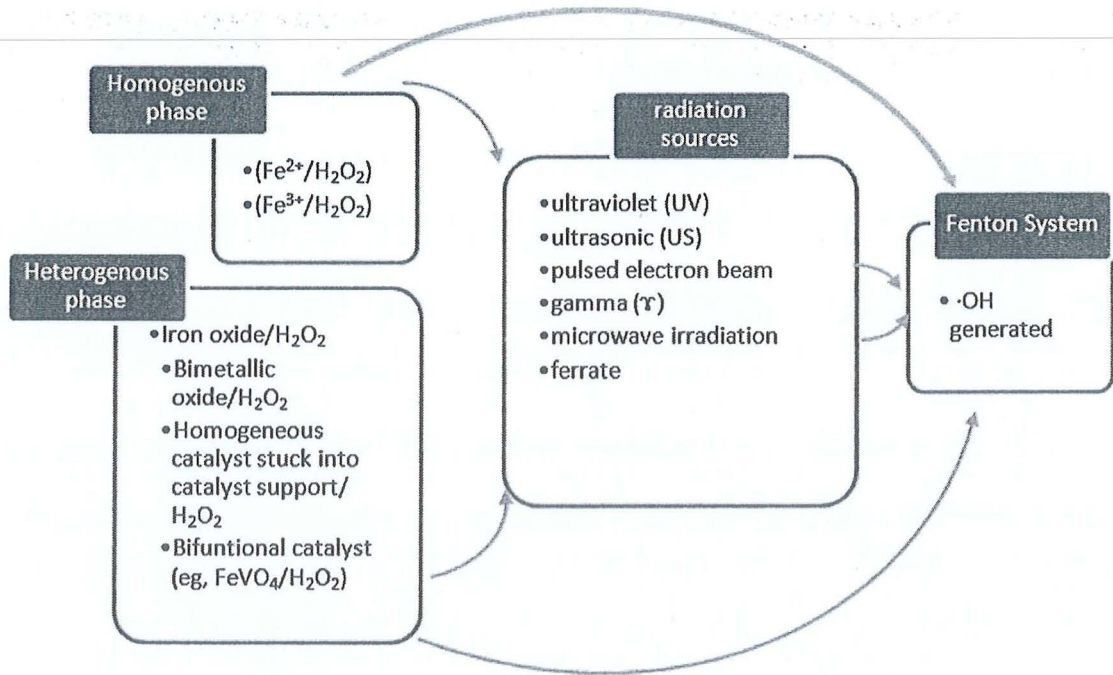 Homogenous
phase
•(Fe²⁺/H₂O₂)
•(Fe³⁺/H₂O₂)
Heterogenous
phase
•Iron oxide/H₂O₂
•Bimetallic
oxide/H₂O₂
•Homogeneous
catalyst stuck into
catalyst support/
H₂O₂
•Bifuntional catalyst
(eg, FeVO₄/H₂O₂)
radiation
sources
•ultraviolet (UV)
•ultrasonic (US)
•pulsed electron beam
•gamma (ϒ)
•microwave irradiation
•ferrate
Fenton System
• ·OH
generated